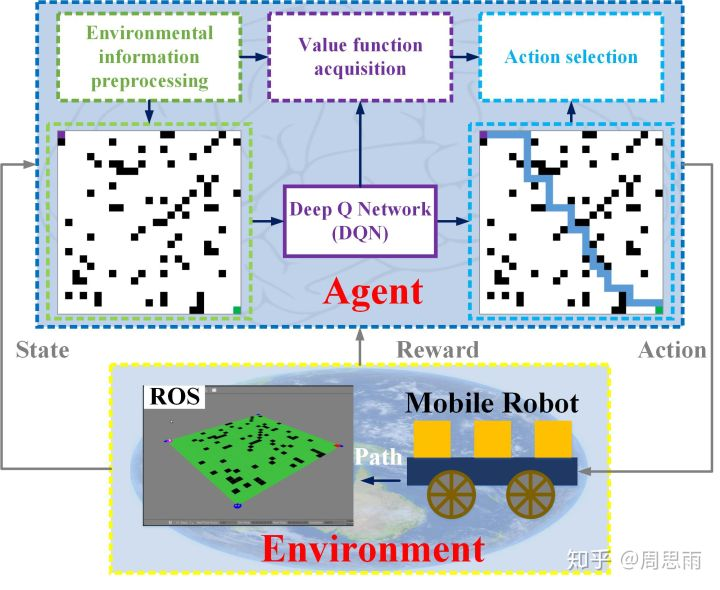 Environmental
information
preprocessing
Value function
acquisition
Action selection
Deep Q Network
(DQN)
Agent
State
Reward
Action
ROS
Mobile Robot
Path
Environment
知乎 @周思雨